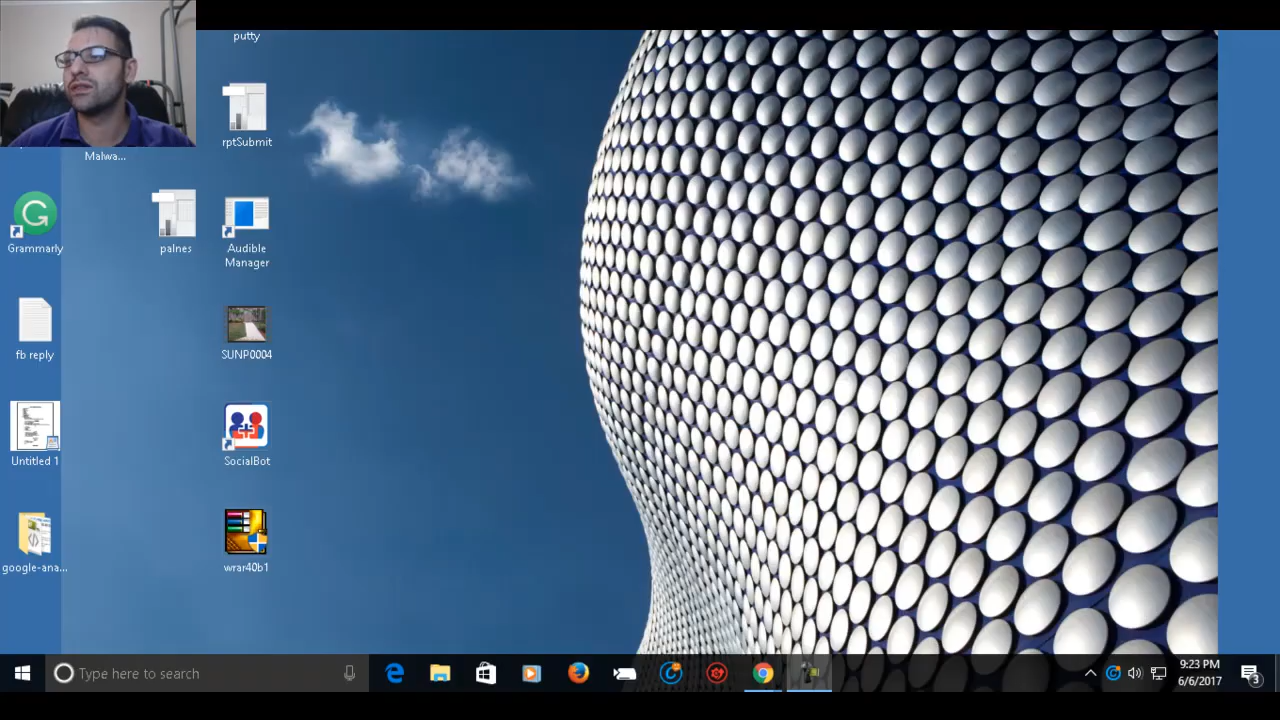 putty
rptSubmit
Malwa...
Grammarly
palnes
Audible
Manager
fb reply
SUNP0004
Untitled 1
SocialBot
google-ana...
wrar40b1
Type here to search
9:23 PM
6/6/2017
3